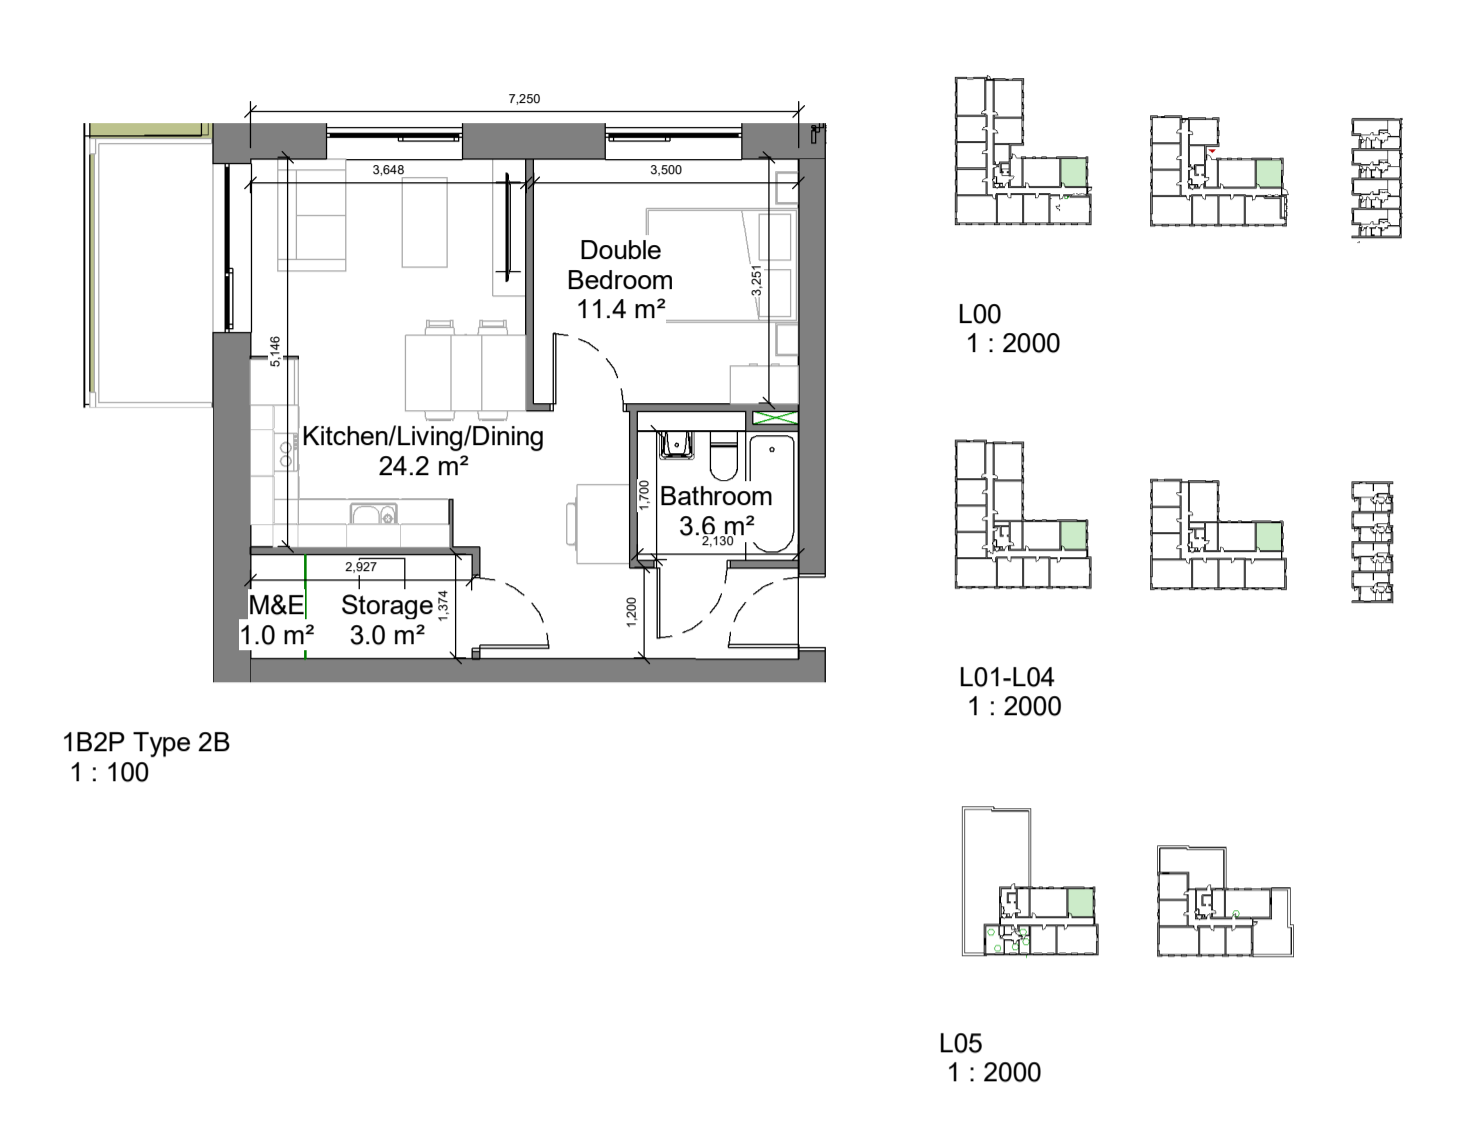 7,250
3,648
3,500
Double
Bedroom
11.4 m²
3,251
5,146
Kitchen/Living/Dining
24.2 m²
1,700
Bathroom
3.6 m²
2,130
2,927
M&E
1.0 m²
Storage
3.0 m²
1,374
1,200
1B2P Type 2B
1 : 100
L00
1 : 2000
L01-L04
1 : 2000
L05
1 : 2000